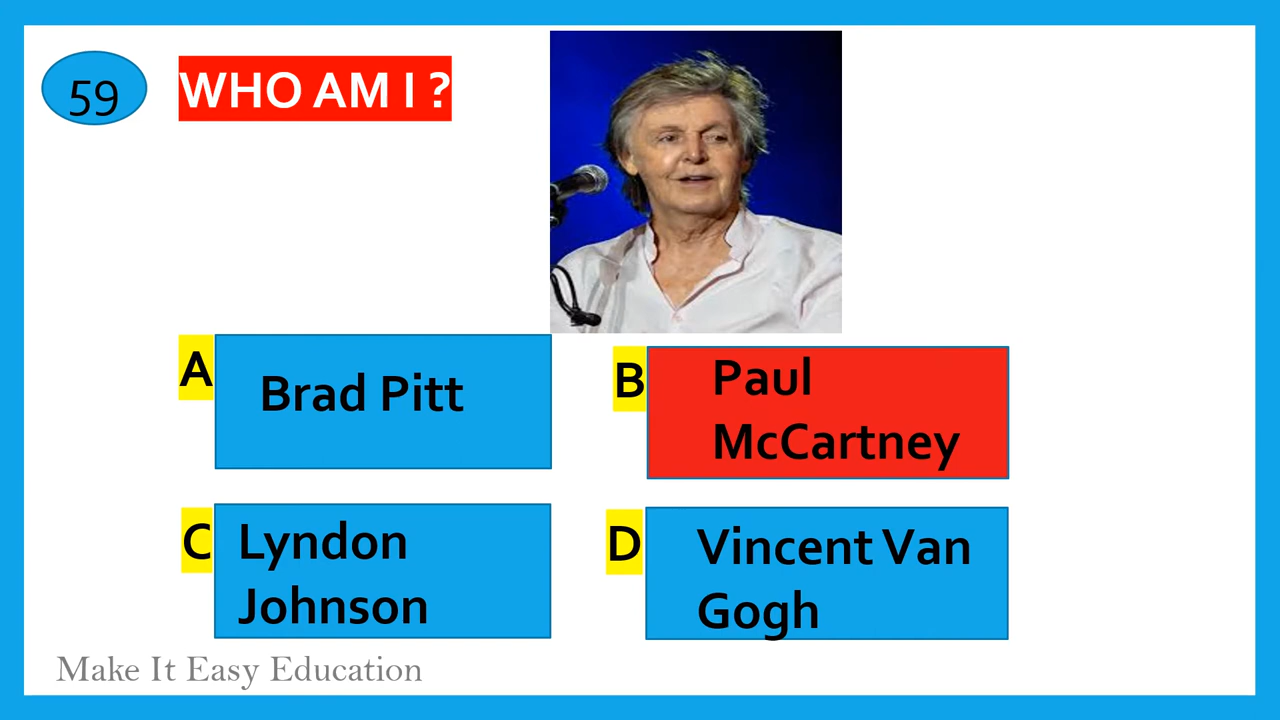 59
WHO AM I ?
A
Brad Pitt
B
Paul
McCartney
C
Lyndon
Johnson
D
Vincent Van
Gogh
Make It Easy Education